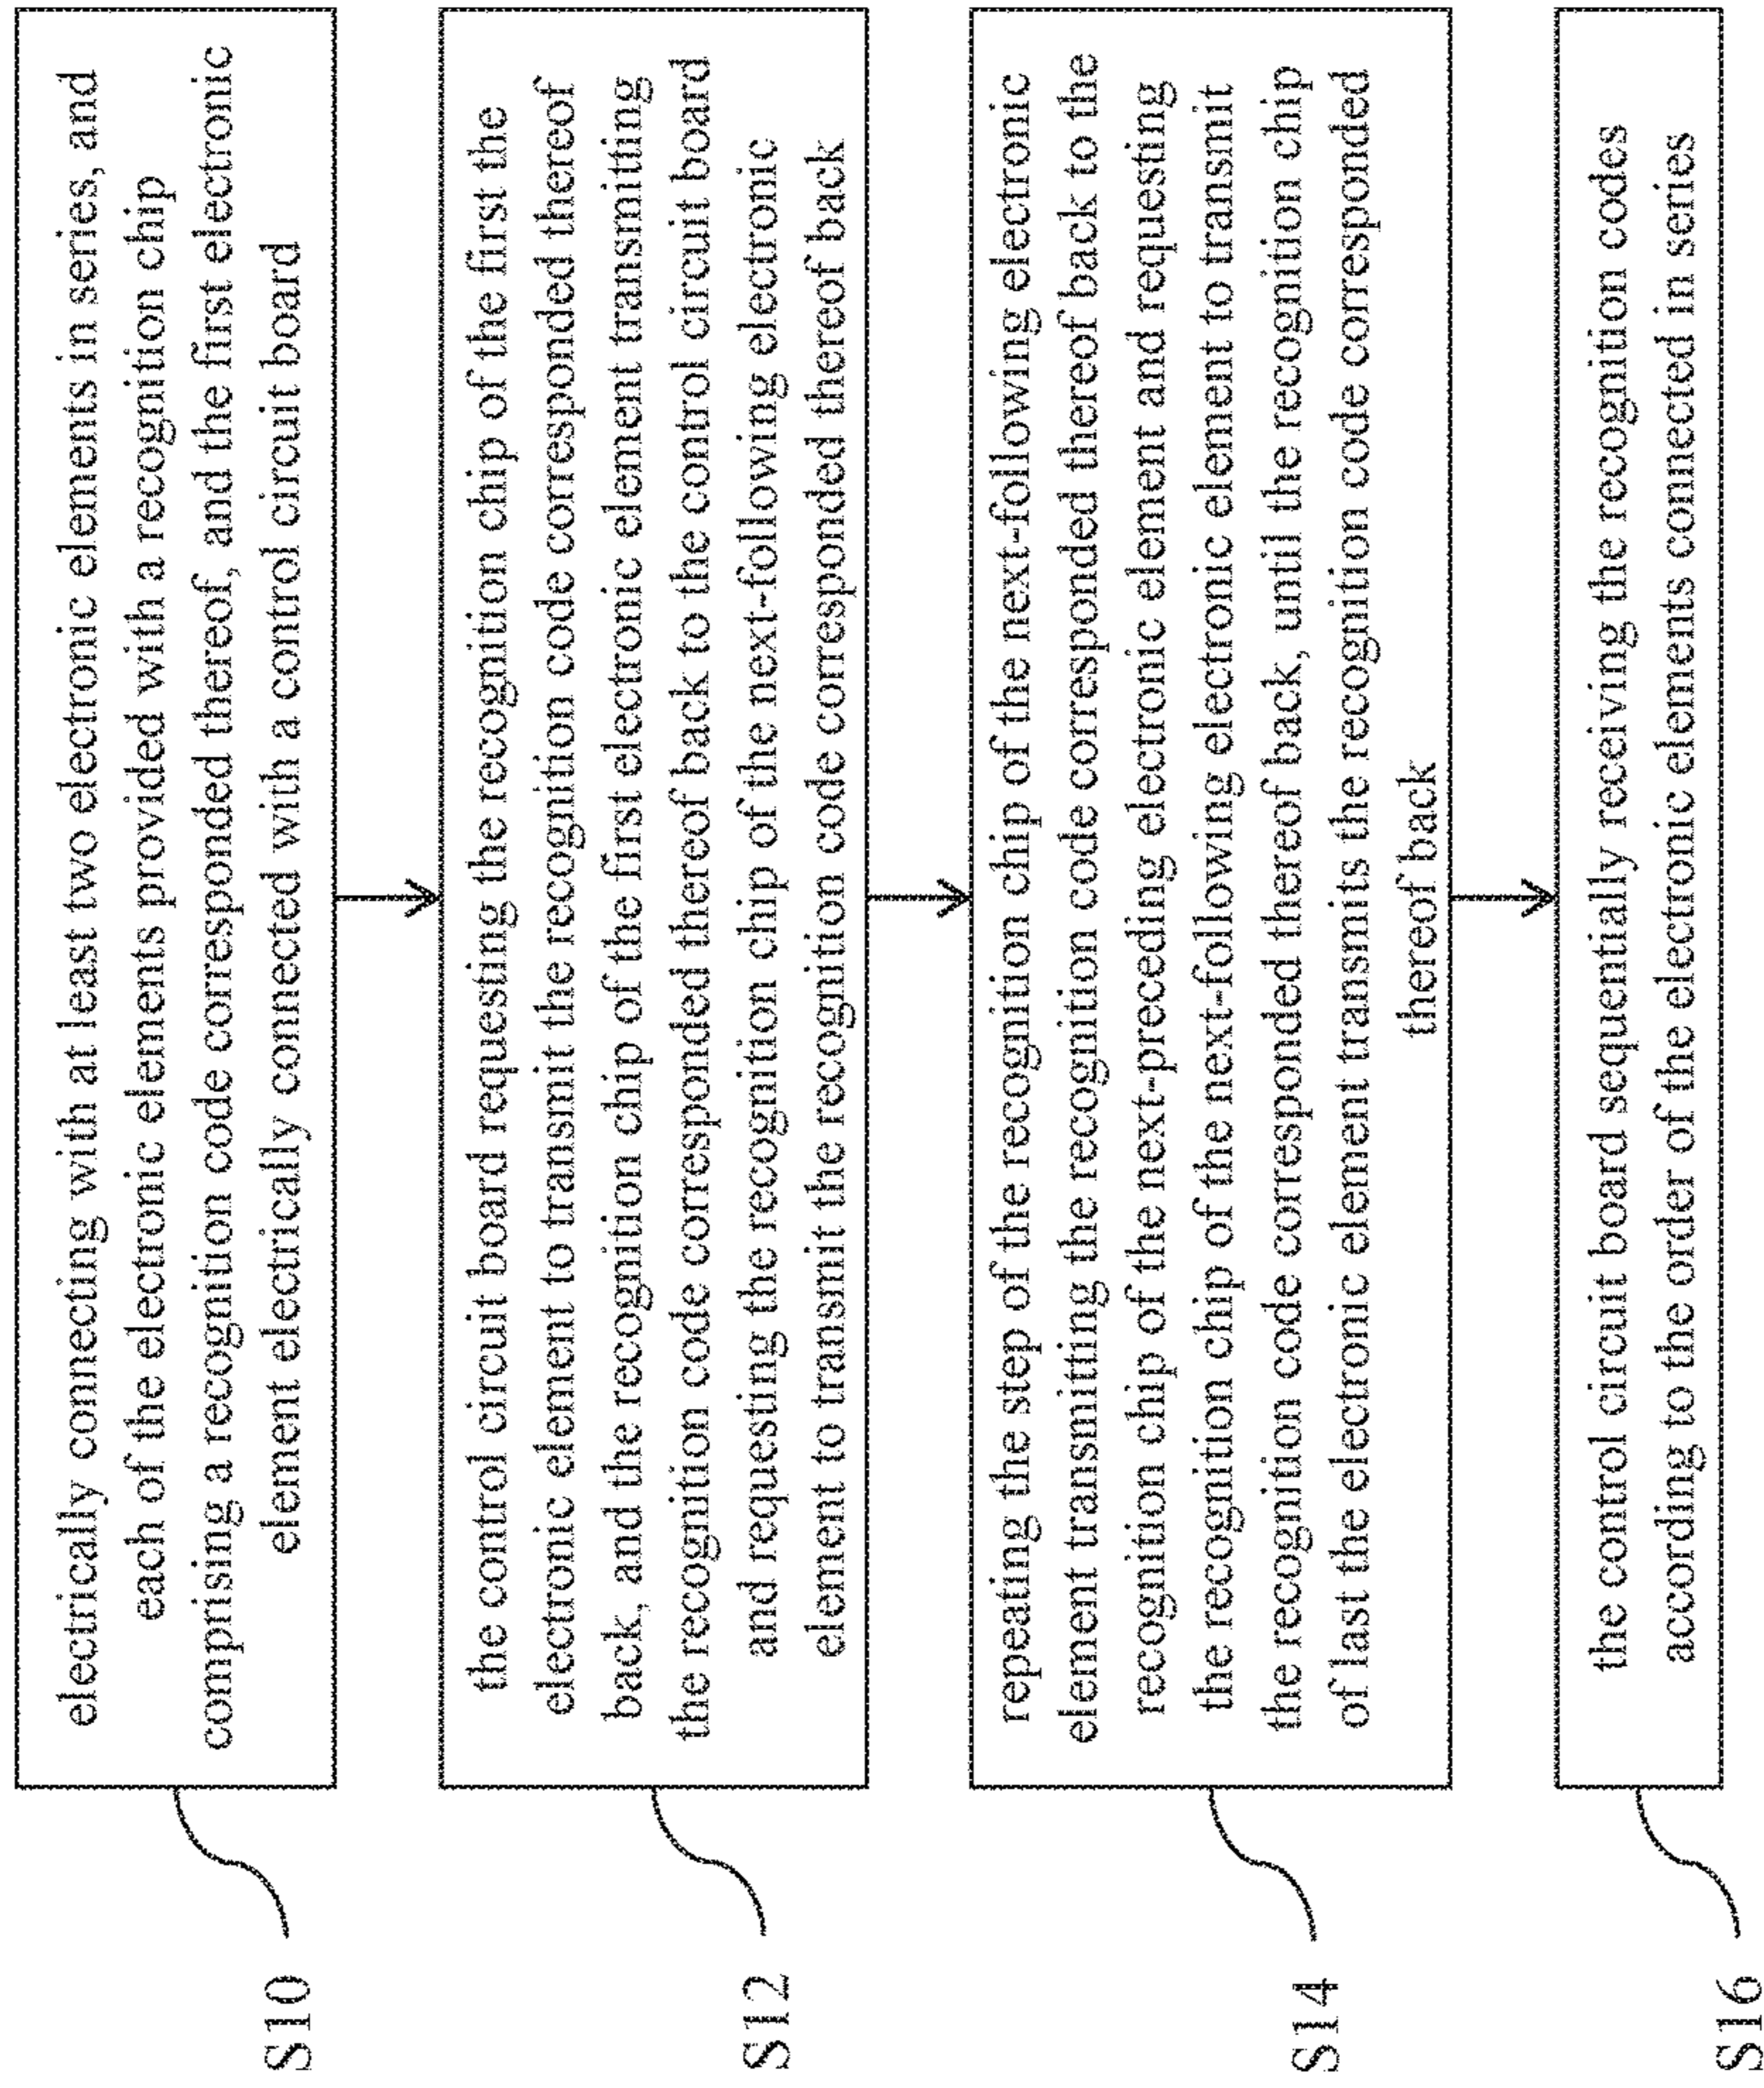 electrically connecting with at least two electronic elements in series, and
each of the electronic elements provided with a recognition chip
comprising a recognition code corresponded thereof, and the first electronic
element electrically connected with a control circuit board
S10
the control circuit board requesting the recognition chip of the first the
electronic element to transmit the recognition code corresponded thereof
back, and the recognition chip of the first electronic element transmitting
the recognition code corresponded thereof back to the control circuit board
and requesting the recognition chip of the next-following electronic
element to transmit the recognition code corresponded thereof back
S12
repeating the step of the recognition chip of the next-following electronic
element transmitting the recognition code corresponded thereof back to the
recognition chip of the next-preceding electronic element and requesting
the recognition chip of the next-following electronic element to transmit
the recognition code corresponded thereof back, until the recognition chip
of last the electronic element transmits the recognition code corresponded
thereof back
S14
the control circuit board sequentially receiving the recognition codes
according to the order of the electronic elements connected in series
S16